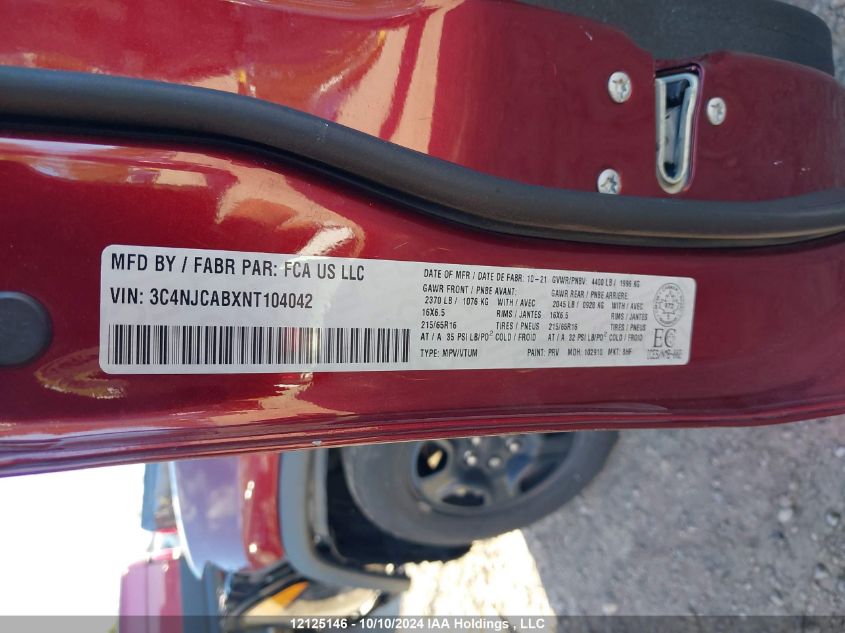 MFD BY / FABR PAR: FCA US LLC
VIN: 3C4NJCABXNT104042
DATE OF MFR / DATE DE FABR: 10-21 GVWR/PNBV: 4400 LB / 1996 KG
GAWR FRONT / PNBE AVANT: GAWR REAR / PNBE ARRIERE:
2370 LB / 1076 KG WITH / AVEC 2045 LB / 0928 KG WITH / AVEC
16X6.5 RIMS / JANTES 16X6.5 RIMS / JANTES
215/65R16 TIRES / PNEUS 215/65R16 TIRES / PNEUS
AT / A 35 PSI LB/PO² COLD / FROID AT / A 32 PSI LB/PO² COLD / FROID
TYPE: MPV/VTUM PAINT: PRV MDH: 102910 MKT: BHF
EC
12125146 - 10/10/2024 IAA Holdings, LLC